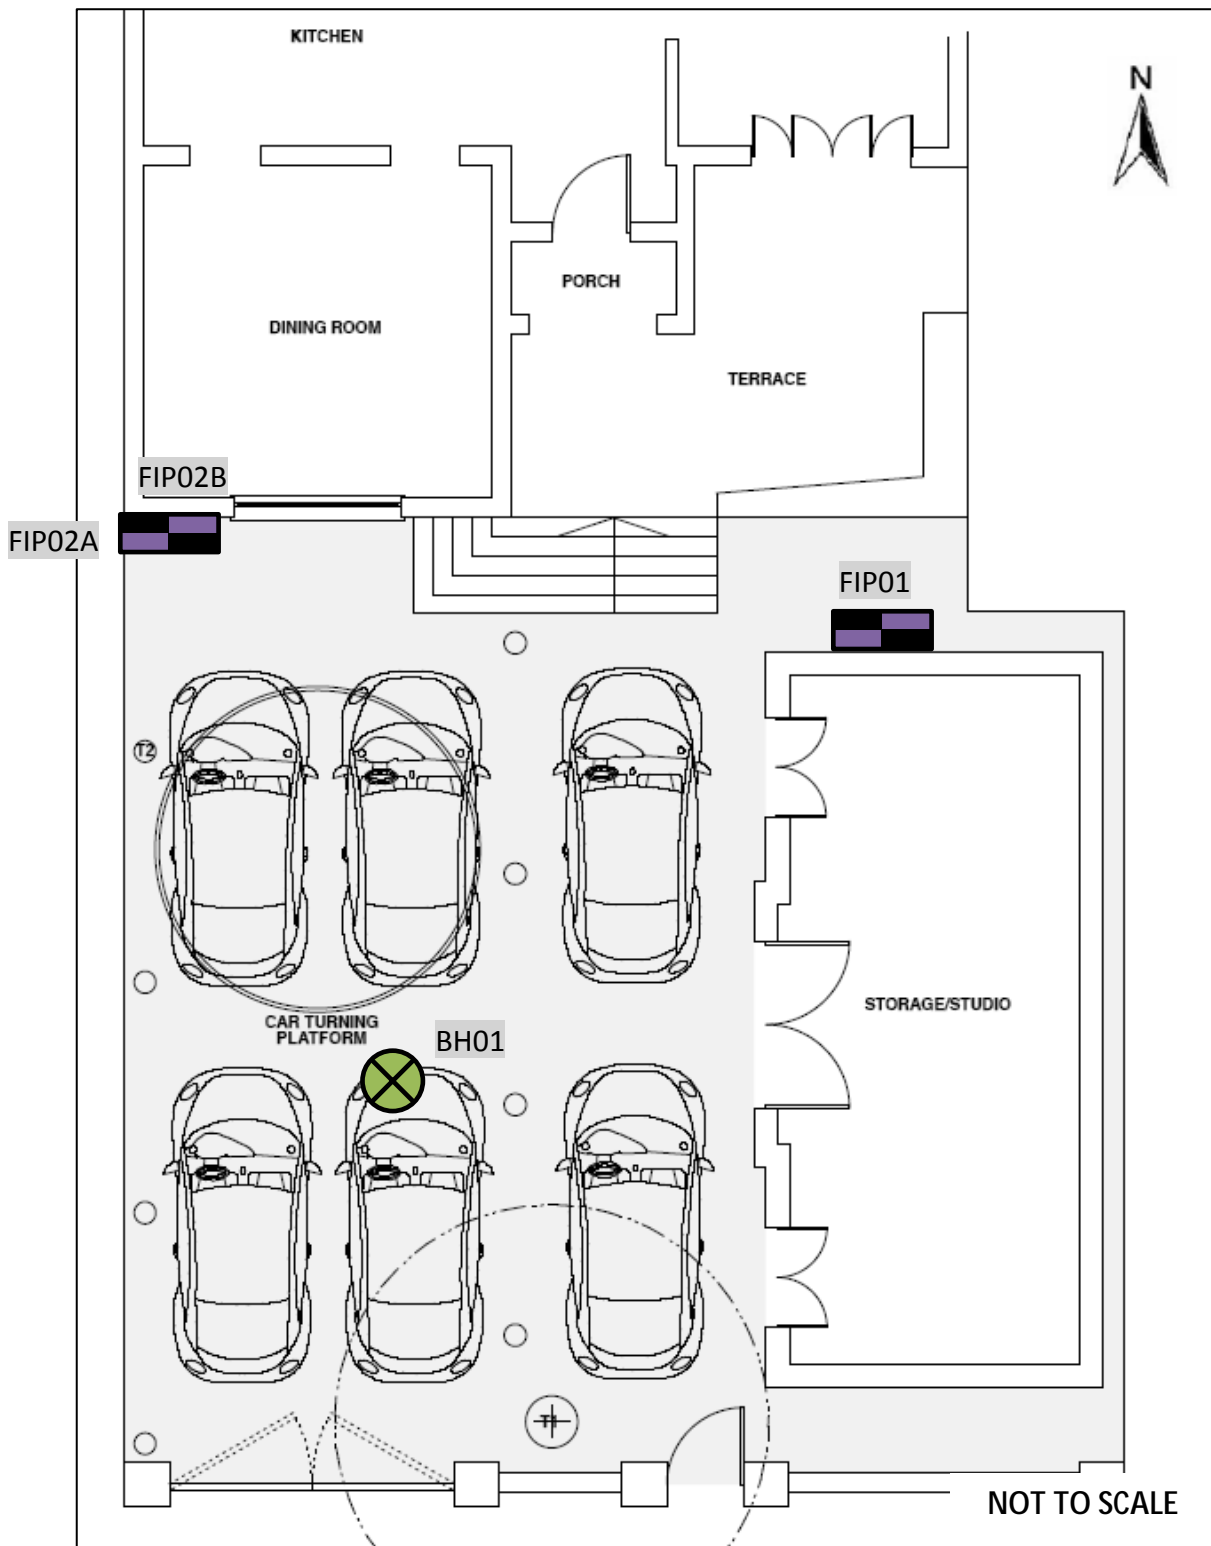 KITCHEN
N
PORCH
DINING ROOM
TERRACE
FIP02B
FIP02A
FIP01
T2
STORAGE/STUDIO
CAR TURNING
PLATFORM
BH01
T1
NOT TO SCALE